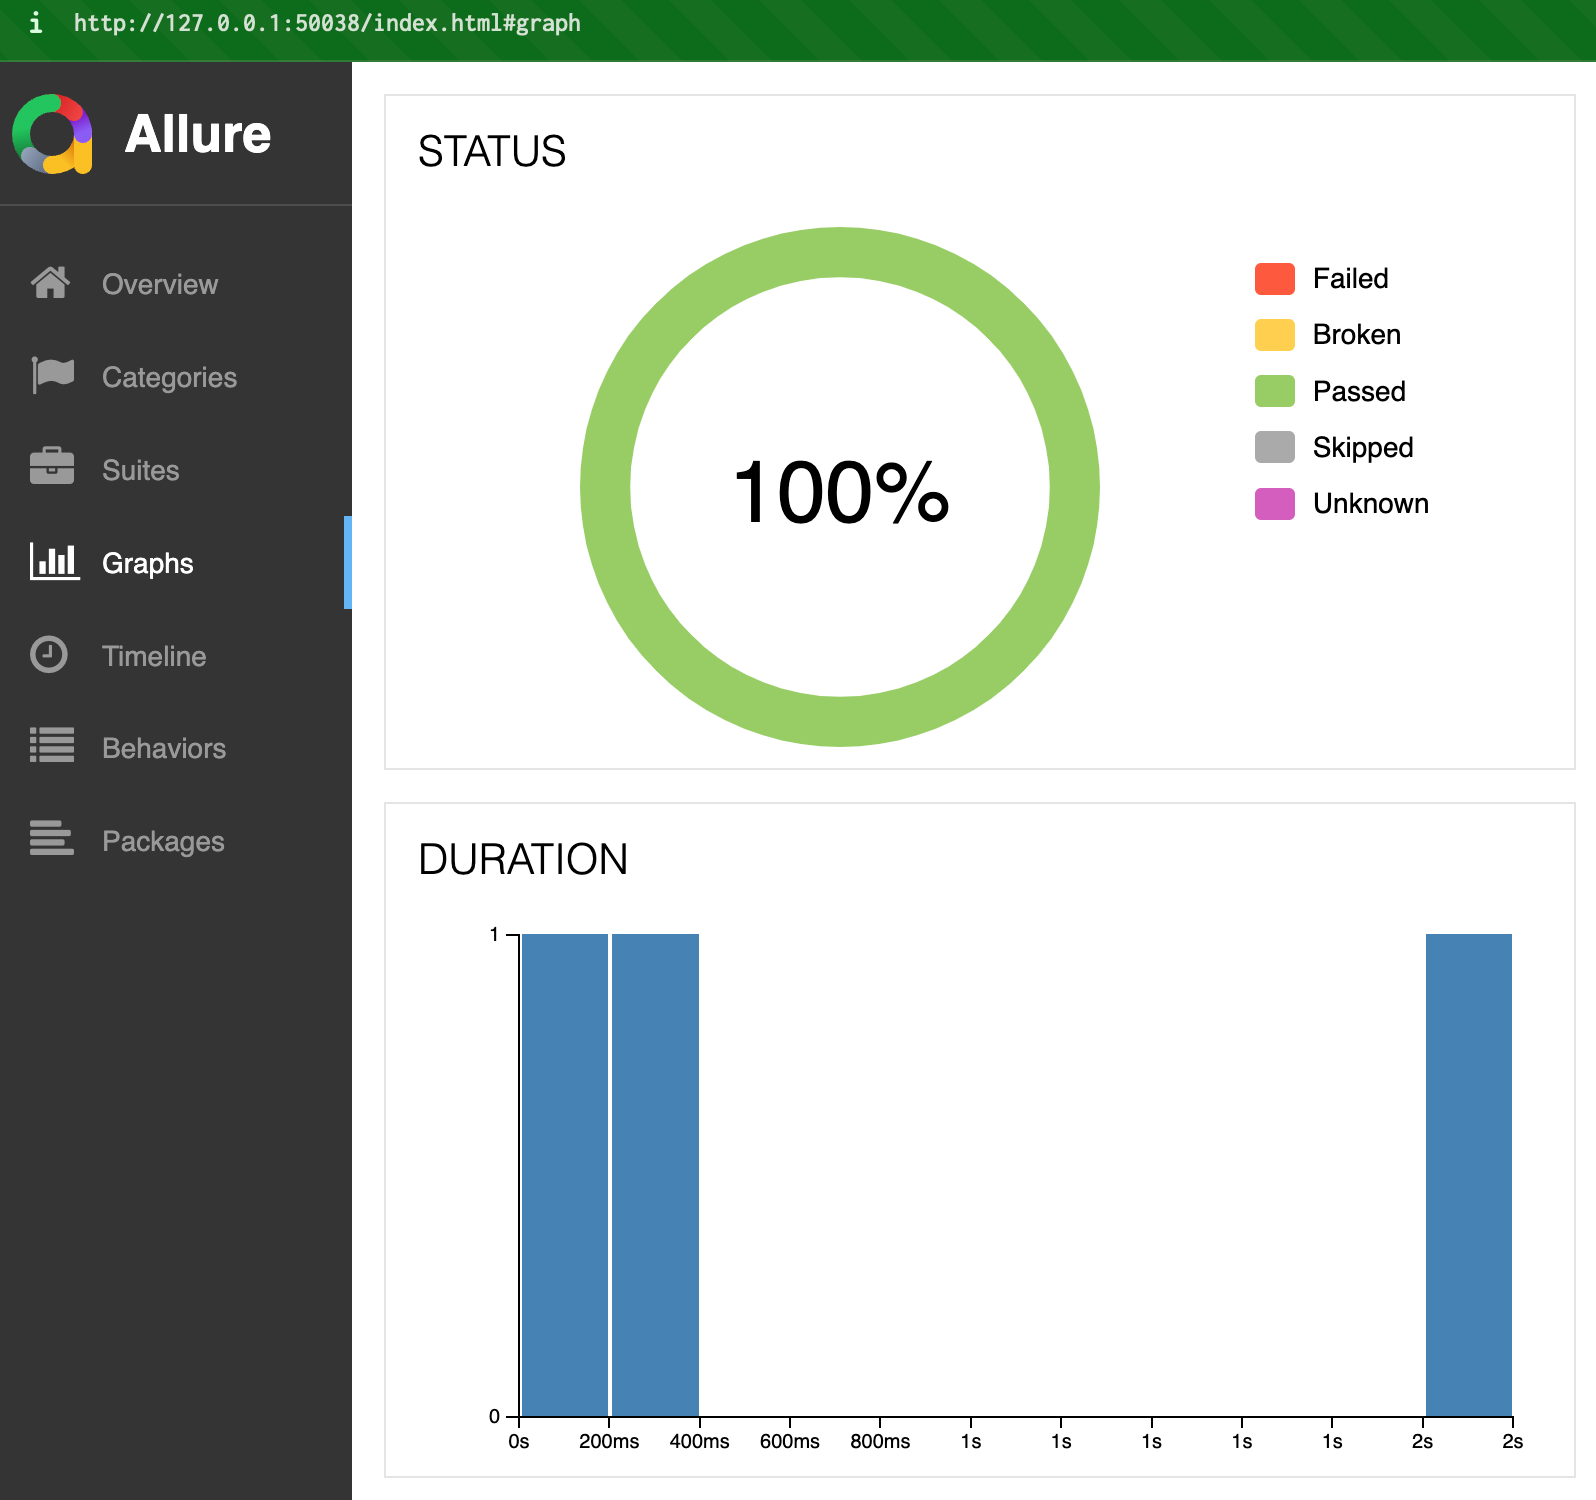 i http://127.0.0.1:50038/index.html#graph
Allure
Overview
Categories
Suites
Graphs
Timeline
Behaviors
Packages
STATUS
100%
Failed
Broken
Passed
Skipped
Unknown
DURATION
1
0
0s 200ms 400ms 600ms 800ms 1s 1s 1s 1s 1s 2s 2s